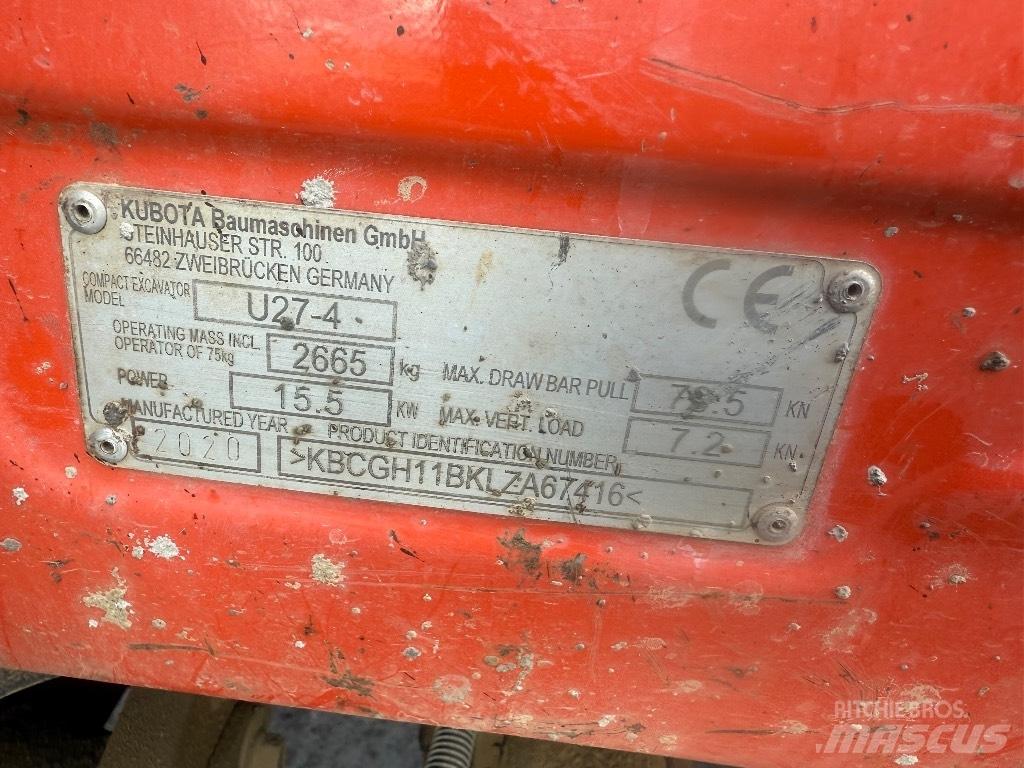 KUBOTA Baumaschinen GmbH
STEINHAUSER STR. 100
66482 ZWEIBRÜCKEN GERMANY
CE
COMPACT EXCAVATOR
MODEL U27-4
OPERATING MASS INCL.
OPERATOR OF 75kg 2665 kg
MAX. DRAW BAR PULL KN
POWER 15.5 KW
MAX. VERT. LOAD 7.2 KN
MANUFACTURED YEAR 2020
PRODUCT IDENTIFICATION NUMBER
>KBCGH11BKLZA67416<
RITCHIE BROS.
MASCUS